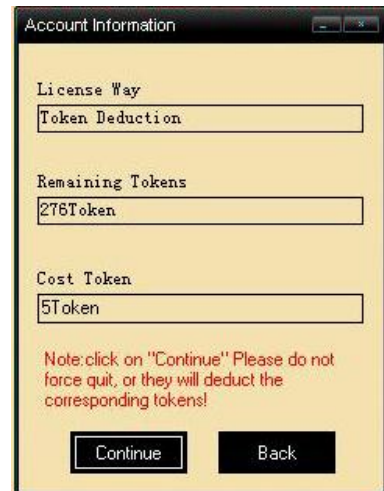 Account Information
License Way
Token Deduction
Remaining Tokens
276Token
Cost Token
5Token
Note:click on "Continue" Please do not
force quit, or they will deduct the
corresponding tokens!
Continue Back